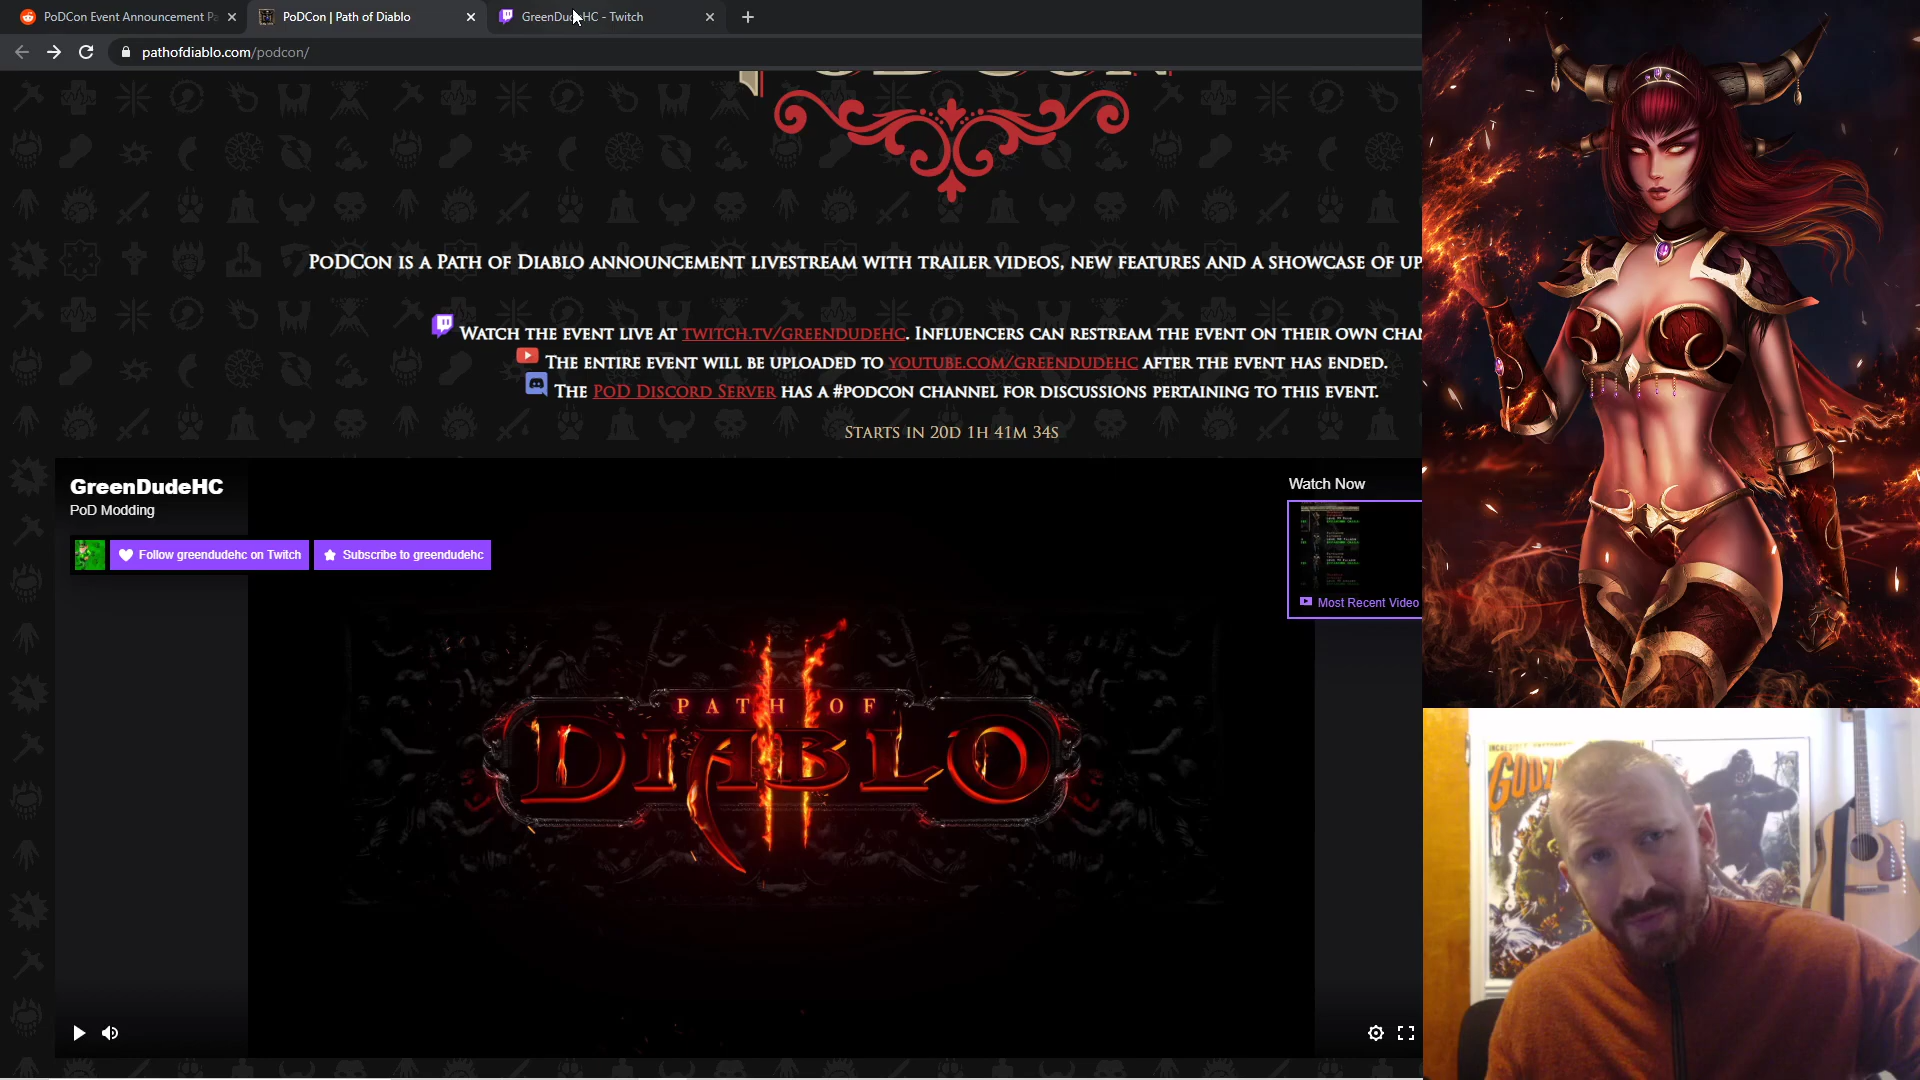 PoDCon Event Announcement Pa
PoDCon | Path of Diablo
GreenDudeHC - Twitch
pathofdiablo.com/podcon/
PoDCon is a Path of Diablo announcement livestream with trailer videos, new features and a showcase of up
Watch the event live at twitch.tv/greendudehc. Influencers can restream the event on their own chan
The entire event will be uploaded to youtube.com/greendudehc after the event has ended.
The PoD Discord Server has a #podcon channel for discussions pertaining to this event.
Starts in 20d 1h 41m 34s
GreenDudeHC
PoD Modding
Follow greendudehc on Twitch
Subscribe to greendudehc
Watch Now
Most Recent Video
PATH OF
DIABLO